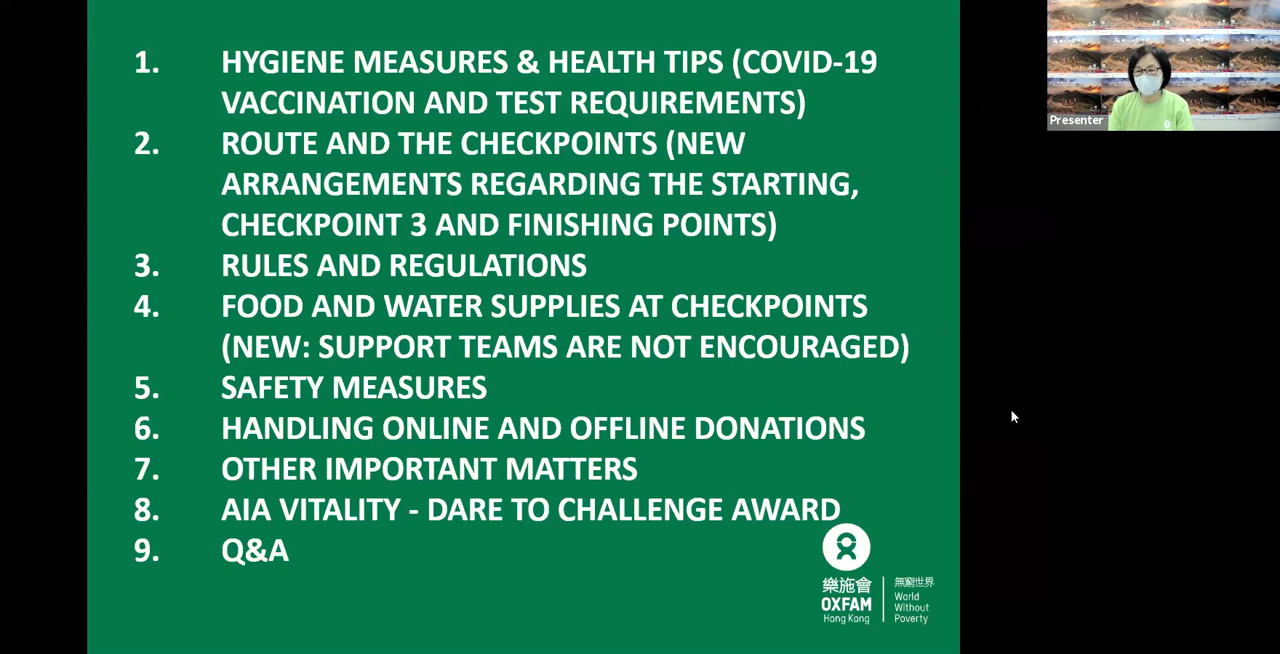 1. HYGIENE MEASURES & HEALTH TIPS (COVID-19
VACCINATION AND TEST REQUIREMENTS)
2. ROUTE AND THE CHECKPOINTS (NEW
ARRANGEMENTS REGARDING THE STARTING,
CHECKPOINT 3 AND FINISHING POINTS)
3. RULES AND REGULATIONS
4. FOOD AND WATER SUPPLIES AT CHECKPOINTS
(NEW: SUPPORT TEAMS ARE NOT ENCOURAGED)
5. SAFETY MEASURES
6. HANDLING ONLINE AND OFFLINE DONATIONS
7. OTHER IMPORTANT MATTERS
8. AIA VITALITY - DARE TO CHALLENGE AWARD
9. Q&A
樂施會
OXFAM
Hong Kong
無窮世界
World
Without
Poverty
Presenter